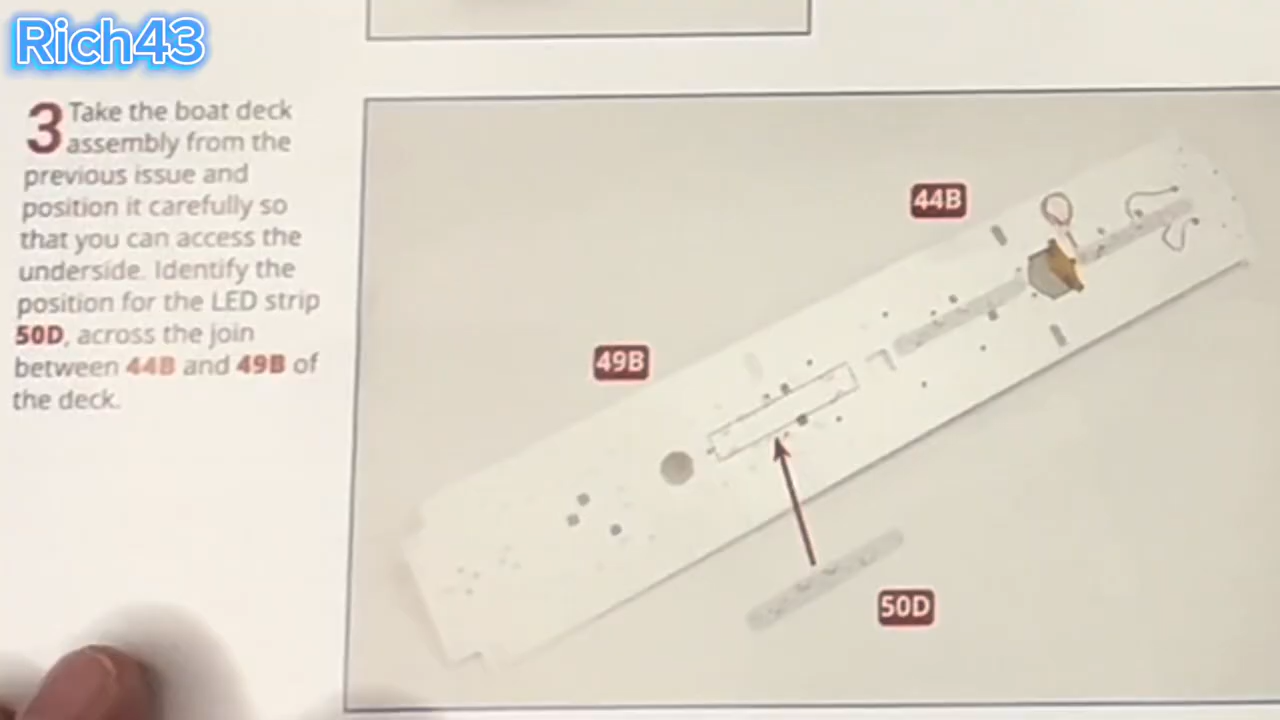 Rich43
3 Take the boat deck
assembly from the
previous issue and
position it carefully so
that you can access the
underside. Identify the
position for the LED strip
50D, across the join
between 44B and 49B of
the deck.
44B
49B
50D